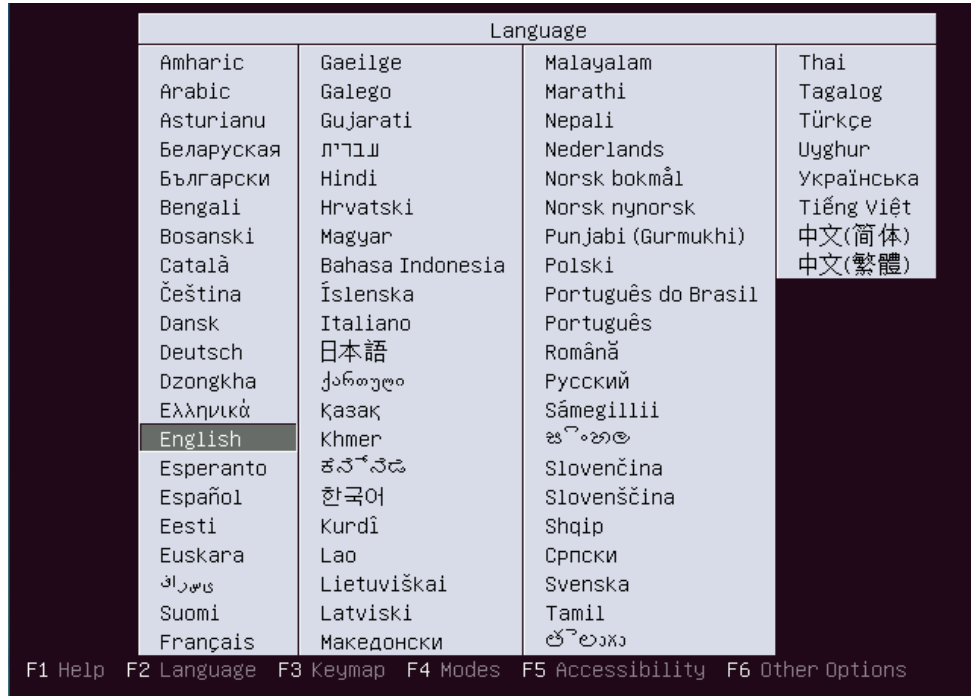 Language
Amharic
Arabic
Asturianu
Беларуская
Български
Bengali
Bosanski
Català
Čeština
Dansk
Deutsch
Dzongkha
Ελληνικά
English
Esperanto
Español
Eesti
Euskara
Suomi
Français
Gaeilge
Galego
Gujarati
עברית
Hindi
Hrvatski
Magyar
Bahasa Indonesia
Íslenska
Italiano
日本語
ქართული
Қазақ
Khmer
한국어
Kurdî
Lao
Lietuviškai
Latviski
Македонски
Malayalam
Marathi
Nepali
Nederlands
Norsk bokmål
Norsk nynorsk
Punjabi (Gurmukhi)
Polski
Português do Brasil
Português
Română
Русский
Sámegillii
Slovenčina
Slovenščina
Shqip
Српски
Svenska
Tamil
Thai
Tagalog
Türkçe
Uyghur
Українська
Tiếng Việt
中文(简体)
中文(繁體)
F1 Help F2 Language F3 Keymap F4 Modes F5 Accessibility F6 Other Options